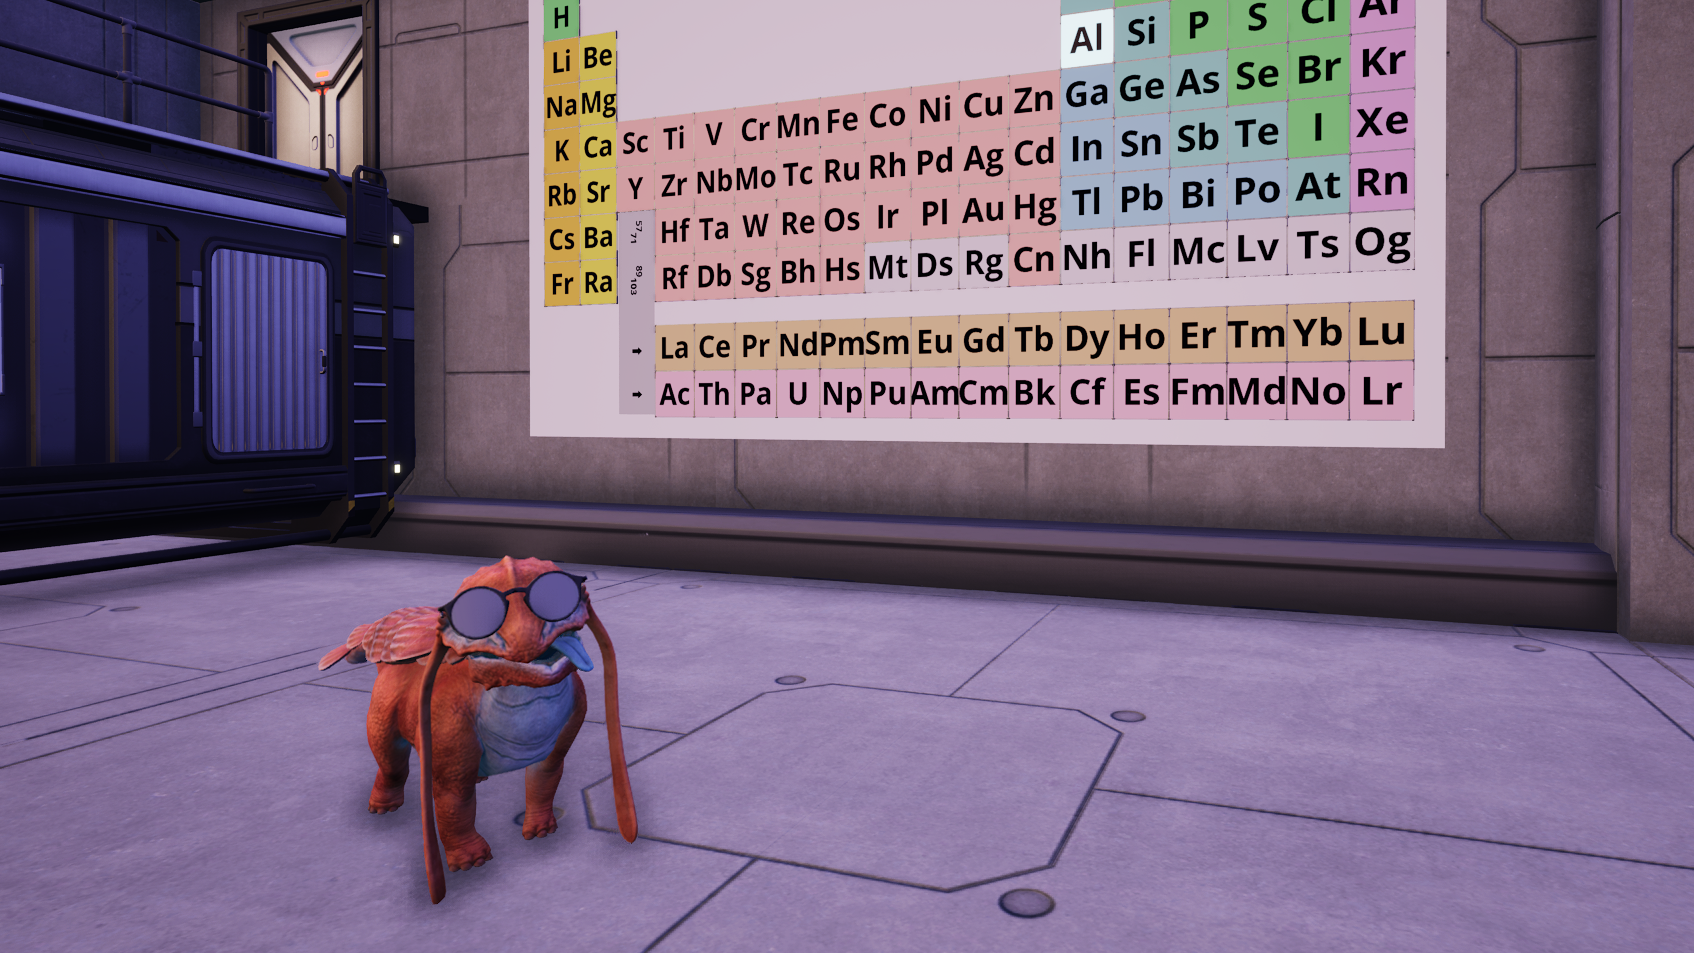 H
Al Si P S Cl Ar
Li Be
Ga Ge As Se Br Kr
Na Mg
Sc Ti V Cr Mn Fe Co Ni Cu Zn
In Sn Sb Te I Xe
K Ca
Y Zr Nb Mo Tc Ru Rh Pd Ag Cd
Tl Pb Bi Po At Rn
Rb Sr
57 71
Hf Ta W Re Os Ir Pl Au Hg
Nh Fl Mc Lv Ts Og
Cs Ba
89 103
Rf Db Sg Bh Hs Mt Ds Rg Cn
Fr Ra
→ La Ce Pr Nd Pm Sm Eu Gd Tb Dy Ho Er Tm Yb Lu
→ Ac Th Pa U Np Pu Am Cm Bk Cf Es Fm Md No Lr